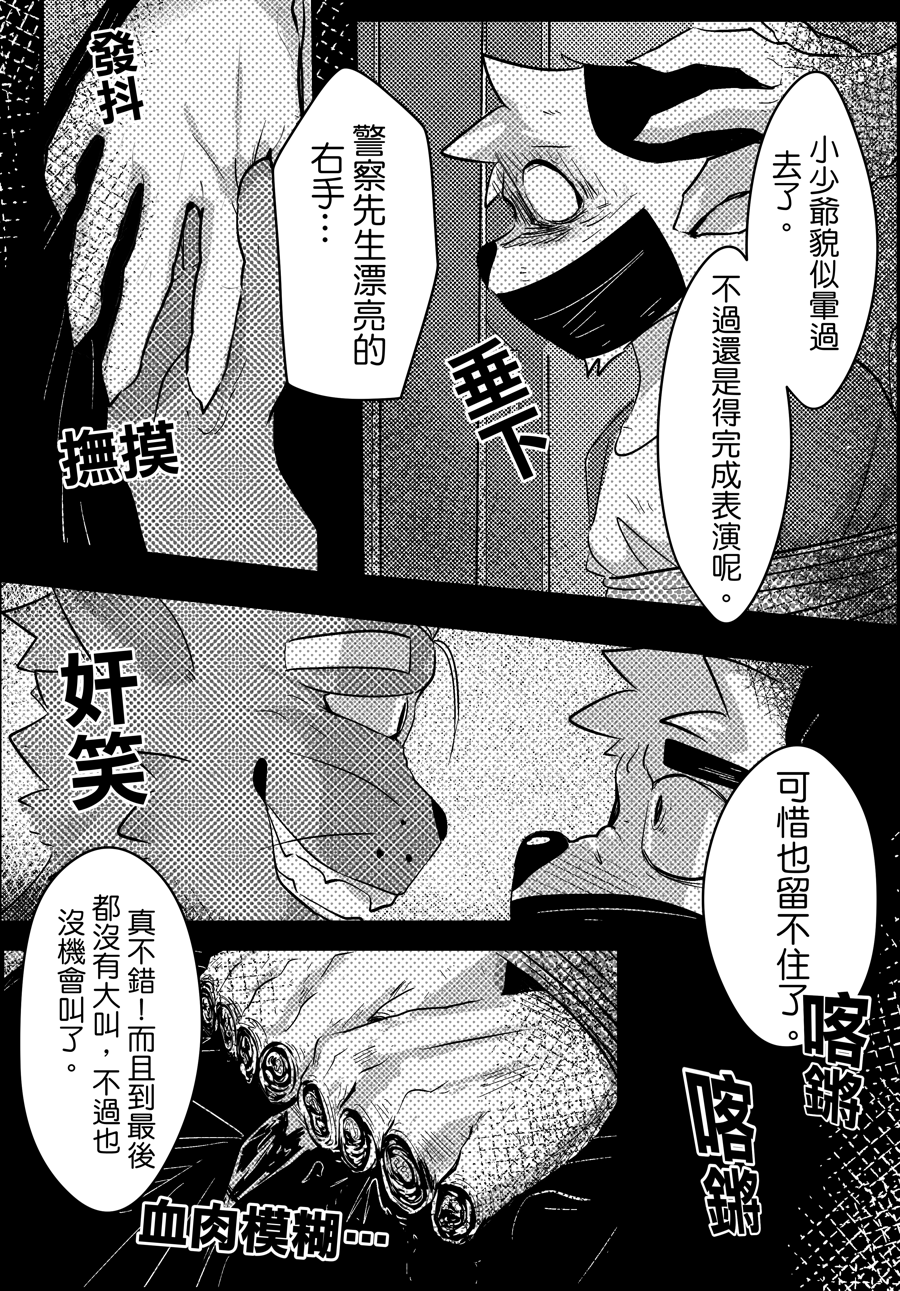 小少爺貌似暈過
去了。
不過還是得完成表演呢。
垂下
警察先生漂亮的
右手…
發抖
撫摸
可惜也留不住了。
奸笑
喀鏘
喀鏘
真不錯！而且到最後
都沒有大叫，不過也
沒機會叫了。
血肉模糊…